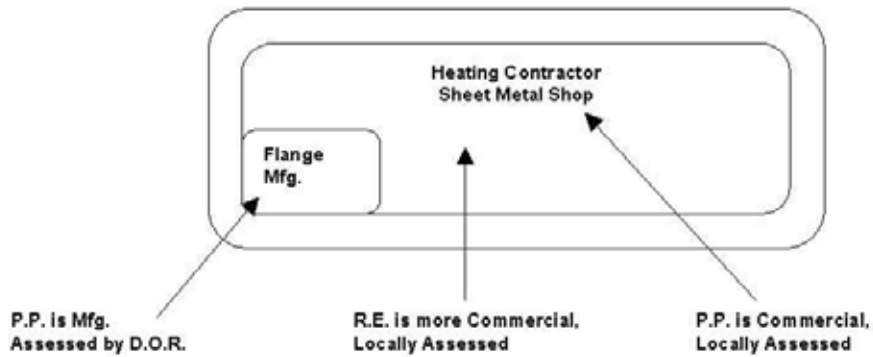 Heating Contractor
Sheet Metal Shop
Flange
Mfg.
P.P. is Mfg.
Assessed by D.O.R.
R.E. is more Commercial,
Locally Assessed
P.P. is Commercial,
Locally Assessed